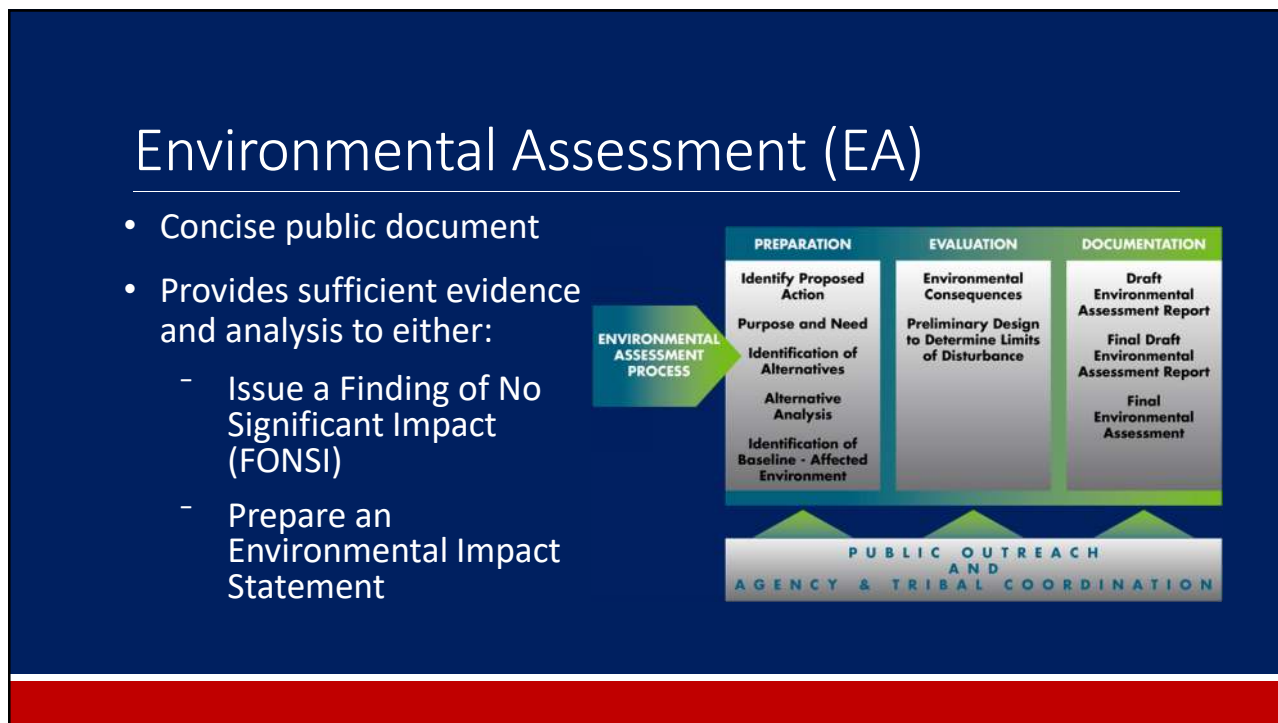 Environmental Assessment (EA)
• Concise public document
• Provides sufficient evidence
and analysis to either:
− Issue a Finding of No
Significant Impact
(FONSI)
− Prepare an
Environmental Impact
Statement
ENVIRONMENTAL
ASSESSMENT
PROCESS
PREPARATION
Identify Proposed
Action
Purpose and Need
Identification of
Alternatives
Alternative
Analysis
Identification of
Baseline - Affected
Environment
EVALUATION
Environmental
Consequences
Preliminary Design
to Determine Limits
of Disturbance
DOCUMENTATION
Draft
Environmental
Assessment Report
Final Draft
Environmental
Assessment Report
Final
Environmental
Assessment
PUBLIC OUTREACH
AND
AGENCY & TRIBAL COORDINATION